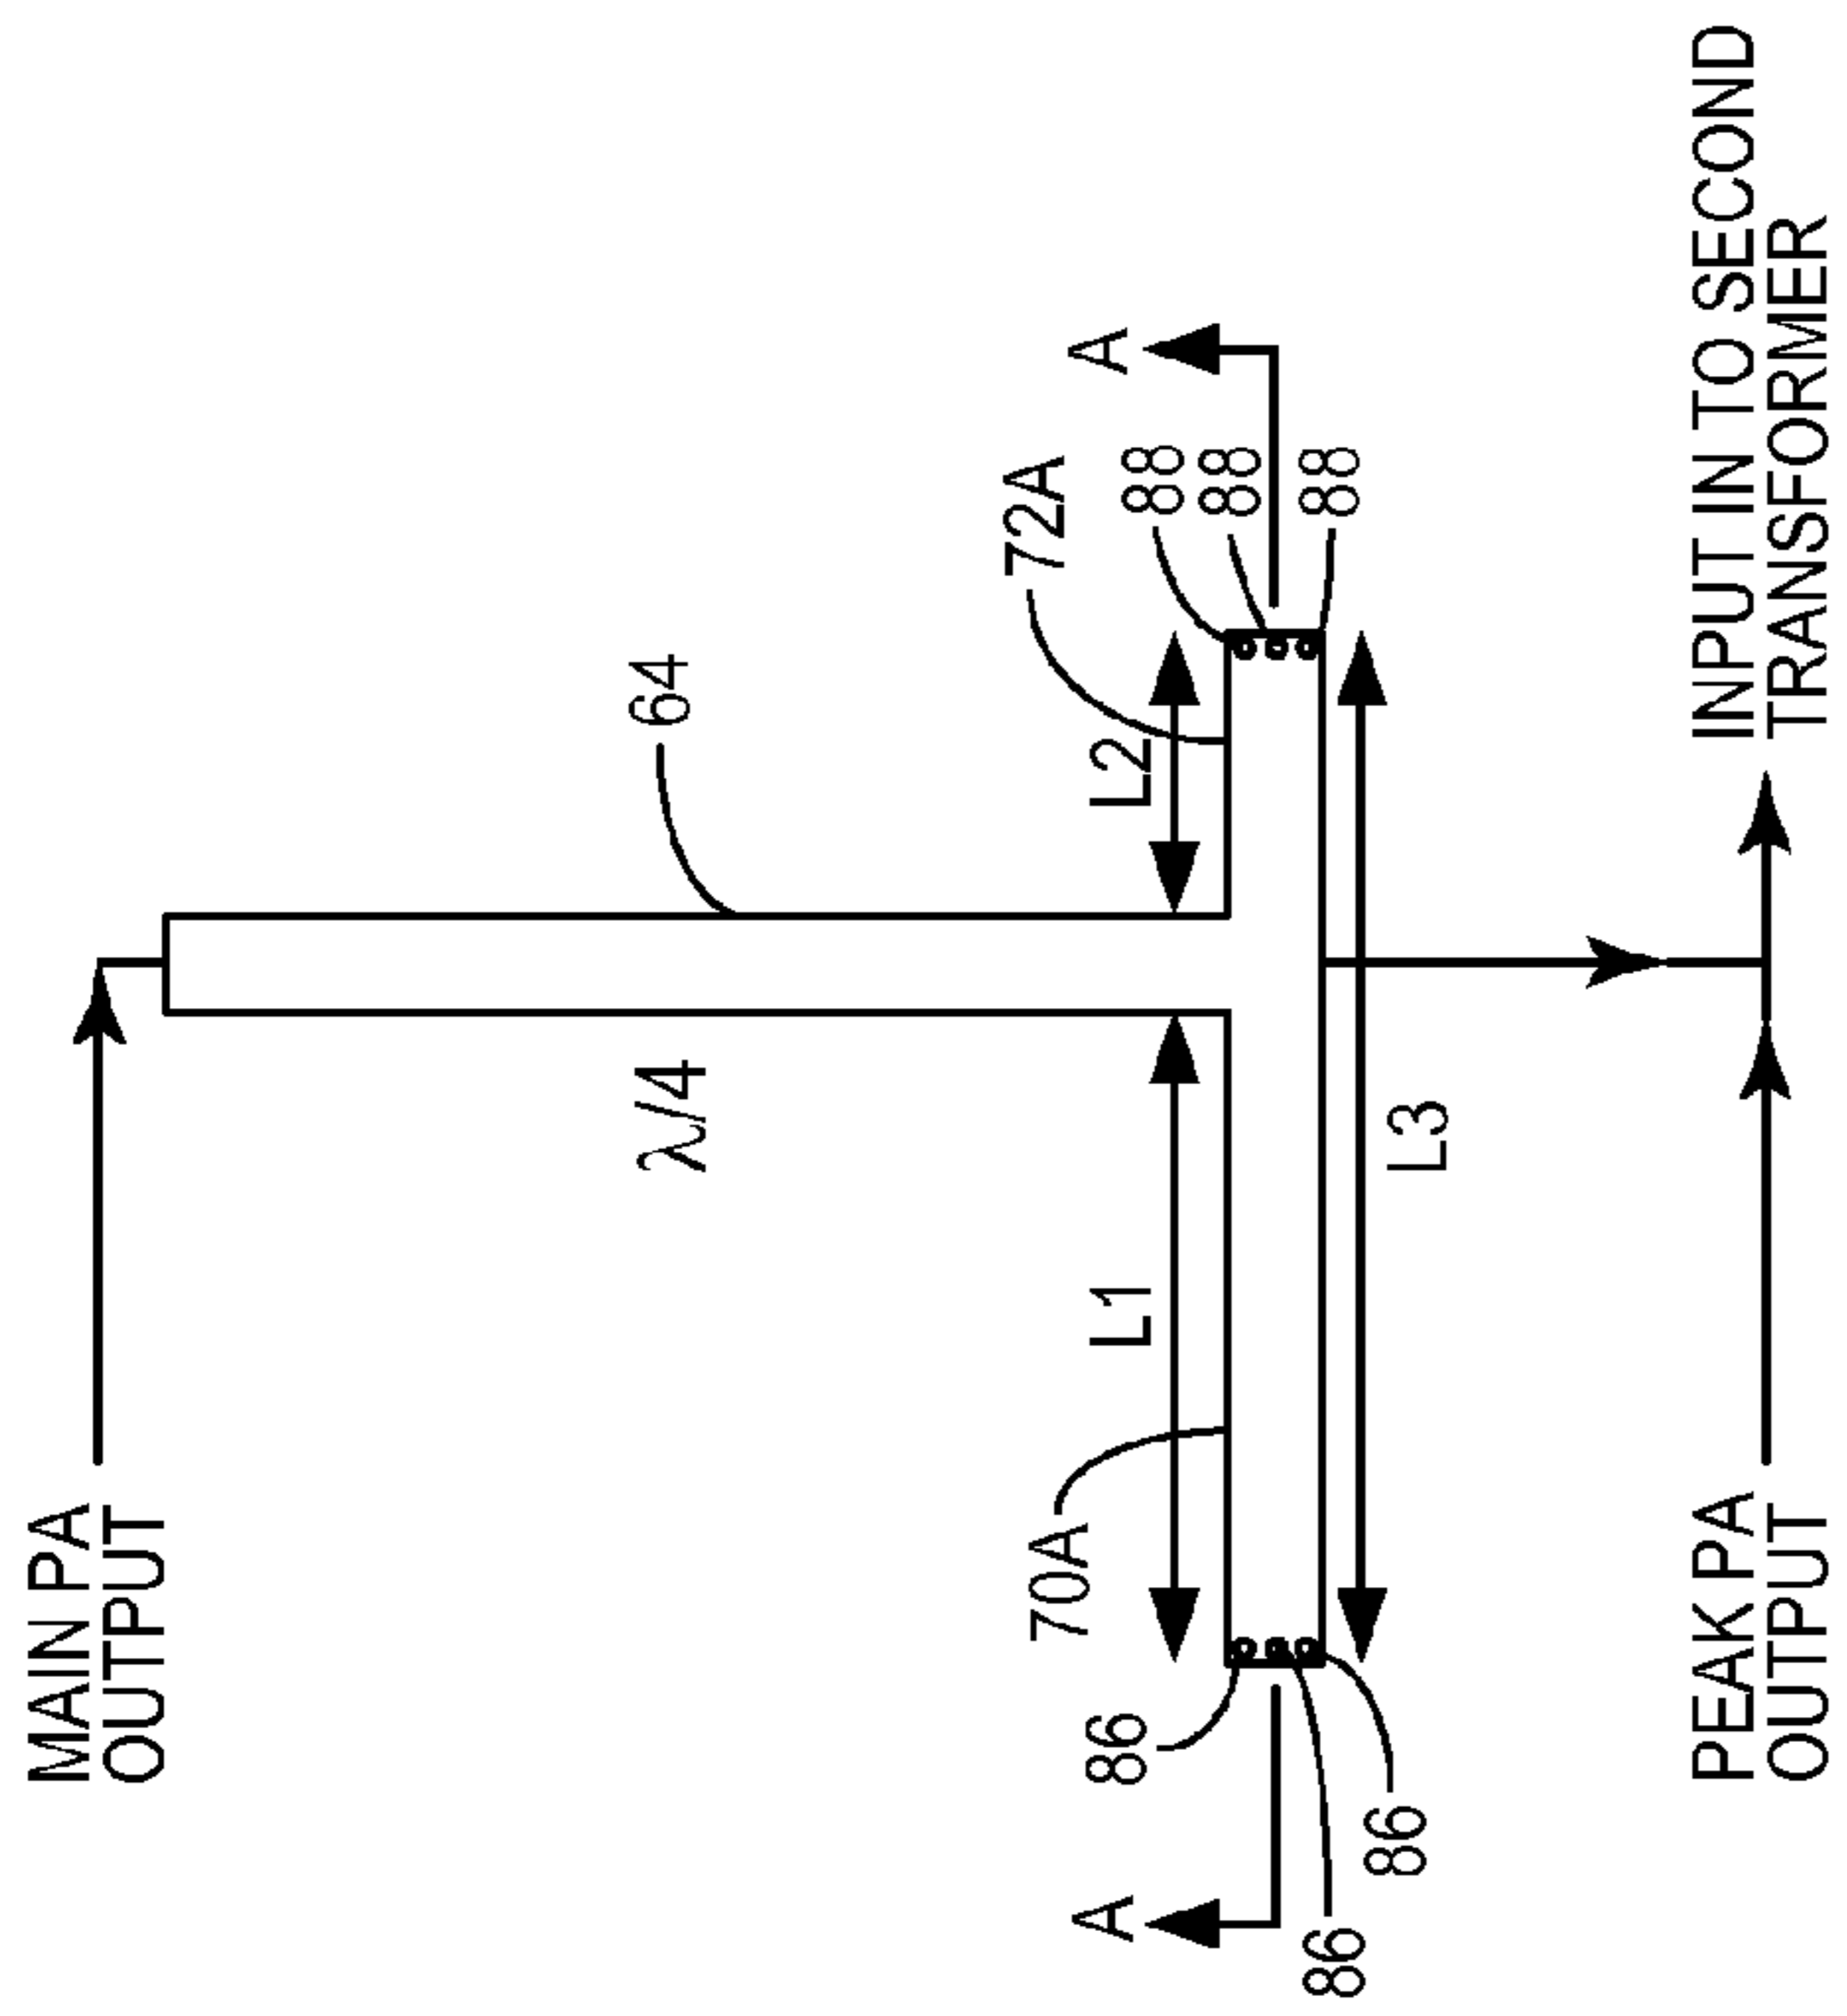 MAIN PA
OUTPUT
λ/4
64
70A
L1
L2
72A
88
88
88
A
A
86
86
86
L3
PEAK PA
OUTPUT
INPUT IN TO SECOND
TRANSFORMER